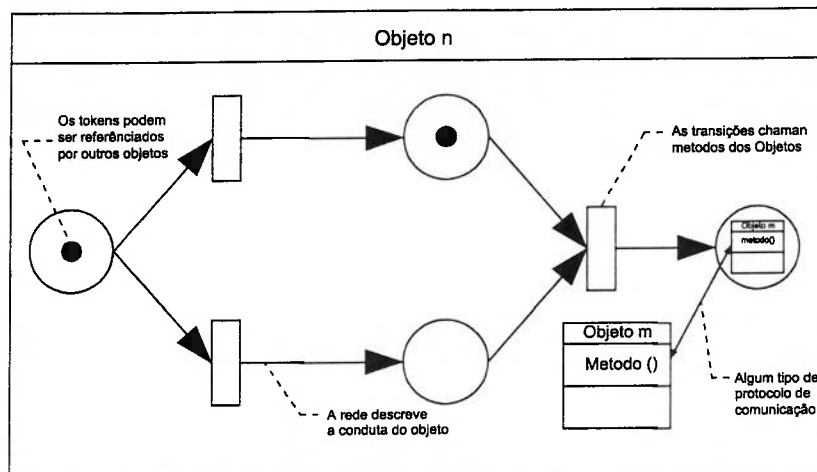 Objeto n
Os tokens podem
ser referênciados
por outros objetos
As transições chaman
metodos dos Objetos
Objeto m
metodo()
Objeto m
Metodo ()
Algum tipo de
protocolo de
comunicação
A rede descreve
a conduta do objeto